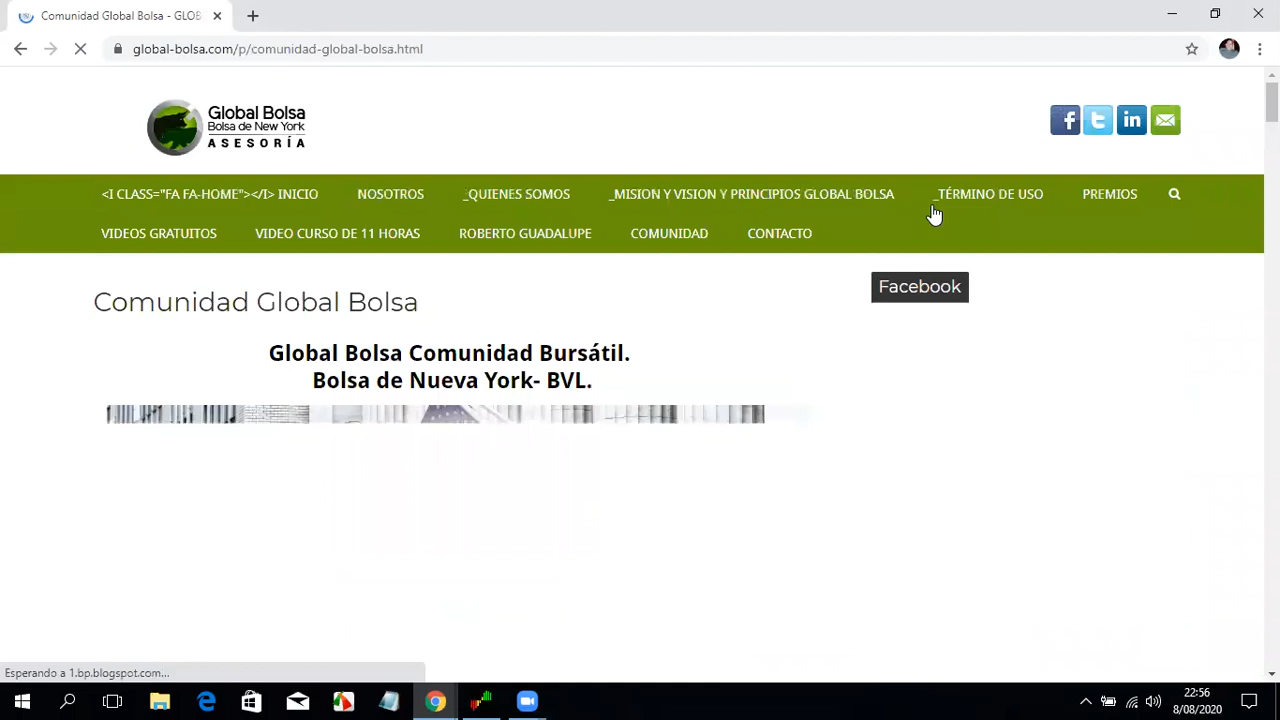 Comunidad Global Bolsa - GLOB
global-bolsa.com/p/comunidad-global-bolsa.html
Global Bolsa
Bolsa de New York
ASESORÍA
<I CLASS="FA FA-HOME"></I> INICIO NOSOTROS _QUIENES SOMOS _MISION Y VISION Y PRINCIPIOS GLOBAL BOLSA _TÉRMINO DE USO PREMIOS
VIDEOS GRATUITOS VIDEO CURSO DE 11 HORAS ROBERTO GUADALUPE COMUNIDAD CONTACTO
Comunidad Global Bolsa
Facebook
Global Bolsa Comunidad Bursátil.
Bolsa de Nueva York- BVL.
Esperando a 1.bp.blogspot.com...
22:56
8/08/2020